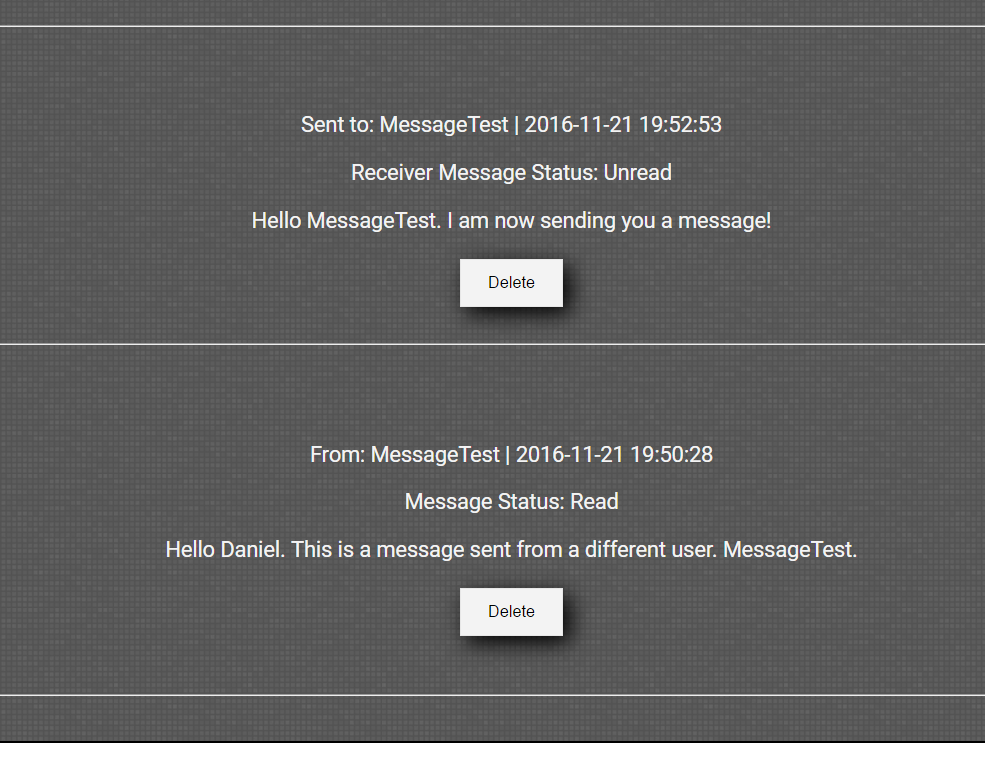 Sent to: MessageTest | 2016-11-21 19:52:53
Receiver Message Status: Unread
Hello MessageTest. I am now sending you a message!
Delete
From: MessageTest | 2016-11-21 19:50:28
Message Status: Read
Hello Daniel. This is a message sent from a different user. MessageTest.
Delete